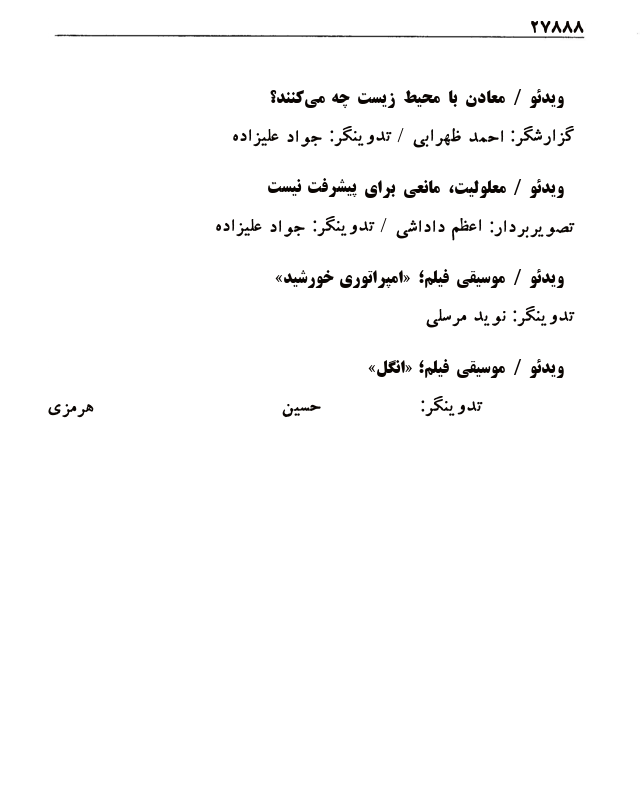 ۲۷۸۸۸
ویدئو / معادن با محیط زیست چه می‌کنند؟
گزارشگر: احمد ظهرابی / تدوینگر: جواد علیزاده
ویدئو / معلولیت، مانعی برای پیشرفت نیست
تصویربردار: اعظم داداشی / تدوینگر: جواد علیزاده
ویدئو / موسیقی فیلم؛ «امپراتوری خورشید»
تدوینگر: نوید مرسلی
ویدئو / موسیقی فیلم؛ «انگل»
تدوینگر: حسین هرمزی